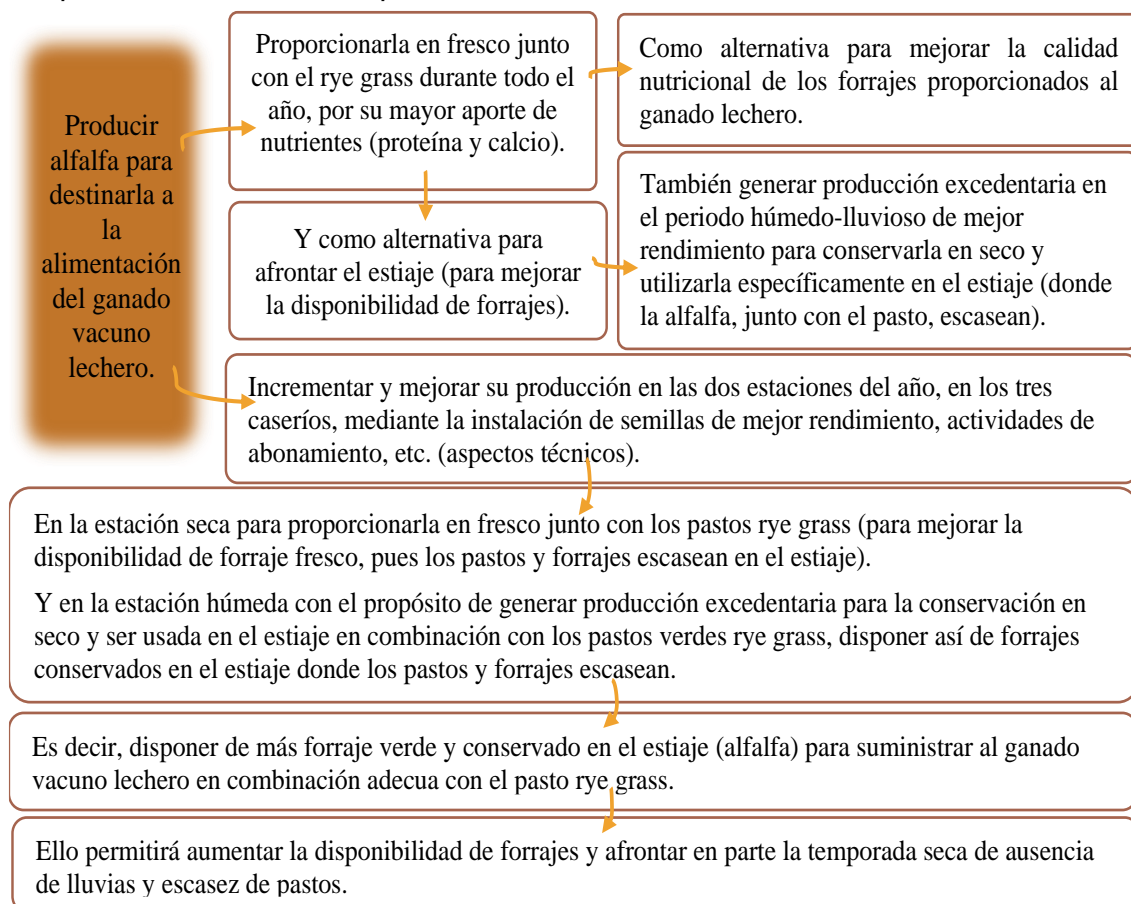 Producir
alfalfa para
destinarla a
la
alimentación
del ganado
vacuno
lechero.
Proporcionarla en fresco junto
con el rye grass durante todo el
año, por su mayor aporte de
nutrientes (proteína y calcio).
Como alternativa para mejorar la calidad
nutricional de los forrajes proporcionados al
ganado lechero.
Y como alternativa para
afrontar el estiaje (para mejorar
la disponibilidad de forrajes).
También generar producción excedentaria en
el periodo húmedo-lluvioso de mejor
rendimiento para conservarla en seco y
utilizarla específicamente en el estiaje (donde
la alfalfa, junto con el pasto, escasean).
Incrementar y mejorar su producción en las dos estaciones del año, en los tres
caseríos, mediante la instalación de semillas de mejor rendimiento, actividades de
abonamiento, etc. (aspectos técnicos).
En la estación seca para proporcionarla en fresco junto con los pastos rye grass (para mejorar la
disponibilidad de forraje fresco, pues los pastos y forrajes escasean en el estiaje).
Y en la estación húmeda con el propósito de generar producción excedentaria para la conservación en
seco y ser usada en el estiaje en combinación con los pastos verdes rye grass, disponer así de forrajes
conservados en el estiaje donde los pastos y forrajes escasean.
Es decir, disponer de más forraje verde y conservado en el estiaje (alfalfa) para suministrar al ganado
vacuno lechero en combinación adecua con el pasto rye grass.
Ello permitirá aumentar la disponibilidad de forrajes y afrontar en parte la temporada seca de ausencia
de lluvias y escasez de pastos.